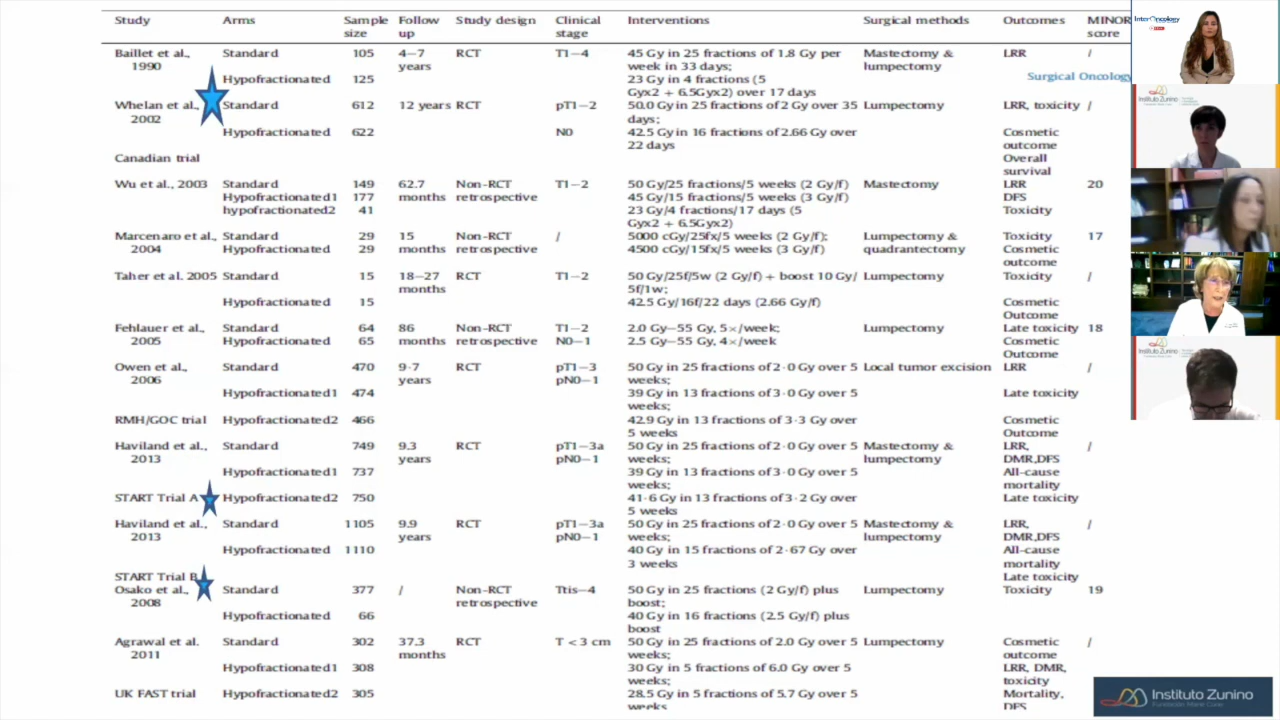 Study Arms Sample size Follow up Study design Clinical stage Interventions Surgical methods Outcomes MINOR score
Baillet et al., 1990 Standard 105 4–7 years RCT T1–4 45 Gy in 25 fractions of 1.8 Gy per week in 33 days; Mastectomy & lumpectomy LRR /
Hypofractionated 125 23 Gy in 4 fractions (5 Gyx2 + 6.5Gyx2) over 17 days
Surgical Oncology
Whelan et al., 2002 Standard 612 12 years RCT pT1–2 50.0 Gy in 25 fractions of 2 Gy over 35 days; Lumpectomy LRR, toxicity /
Hypofractionated 622 N0 42.5 Gy in 16 fractions of 2.66 Gy over 22 days Cosmetic outcome
Canadian trial Overall survival
Wu et al., 2003 Standard 149 62.7 months Non-RCT retrospective T1–2 50 Gy/25 fractions/5 weeks (2 Gy/f) Mastectomy LRR 20
Hypofractionated1 177 45 Gy/15 fractions/5 weeks (3 Gy/f) DFS
hypofractionated2 41 23 Gy/4 fractions/17 days (5 Gyx2 + 6.5Gyx2) Toxicity
Marcenaro et al., 2004 Standard 29 15 months Non-RCT retrospective / 5000 cGy/25fx/5 weeks (2 Gy/f); Lumpectomy & quadrantectomy Toxicity 17
Hypofractionated 29 4500 cGy/15fx/5 weeks (3 Gy/f) Cosmetic outcome
Taher et al. 2005 Standard 15 18–27 months RCT T1–2 50 Gy/25f/5w (2 Gy/f) + boost 10 Gy/5f/1w; Lumpectomy Toxicity /
Hypofractionated 15 42.5 Gy/16f/22 days (2.66 Gy/f) Cosmetic Outcome
Fehlauer et al., 2005 Standard 64 86 months Non-RCT retrospective T1–2 2.0 Gy–55 Gy, 5×/week; Lumpectomy Late toxicity 18
Hypofractionated 65 N0–1 2.5 Gy–55 Gy, 4×/week Cosmetic Outcome
Owen et al., 2006 Standard 470 9·7 years RCT pT1–3 pN0–1 50 Gy in 25 fractions of 2·0 Gy over 5 weeks; Local tumor excision LRR /
Hypofractionated1 474 39 Gy in 13 fractions of 3·0 Gy over 5 weeks; Late toxicity
RMH/GOC trial Hypofractionated2 466 42.9 Gy in 13 fractions of 3·3 Gy over 5 weeks Cosmetic Outcome
Haviland et al., 2013 Standard 749 9.3 years RCT pT1–3a pN0–1 50 Gy in 25 fractions of 2·0 Gy over 5 weeks; Mastectomy & lumpectomy LRR, DMR,DFS /
Hypofractionated1 737 39 Gy in 13 fractions of 3·0 Gy over 5 weeks; All-cause mortality
START Trial A Hypofractionated2 750 41·6 Gy in 13 fractions of 3·2 Gy over 5 weeks Late toxicity
Haviland et al., 2013 Standard 1105 9.9 years RCT pT1–3a pN0–1 50 Gy in 25 fractions of 2·0 Gy over 5 weeks; Mastectomy & lumpectomy LRR, DMR,DFS /
Hypofractionated 1110 40 Gy in 15 fractions of 2·67 Gy over 3 weeks All-cause mortality
START Trial B Late toxicity
Osako et al., 2008 Standard 377 / Non-RCT retrospective Ttis–4 50 Gy in 25 fractions (2 Gy/f) plus boost; Lumpectomy Toxicity 19
Hypofractionated 66 40 Gy in 16 fractions (2.5 Gy/f) plus boost
Agrawal et al. 2011 Standard 302 37.3 months RCT T < 3 cm 50 Gy in 25 fractions of 2.0 Gy over 5 weeks; Lumpectomy Cosmetic outcome /
Hypofractionated1 308 30 Gy in 5 fractions of 6.0 Gy over 5 weeks; LRR, DMR, toxicity
UK FAST trial Hypofractionated2 305 28.5 Gy in 5 fractions of 5.7 Gy over 5 weeks Mortality, DFS
InterOncology
Instituto Zunino
Instituto Zunino
Instituto Zunino
Fundación Marie Curie